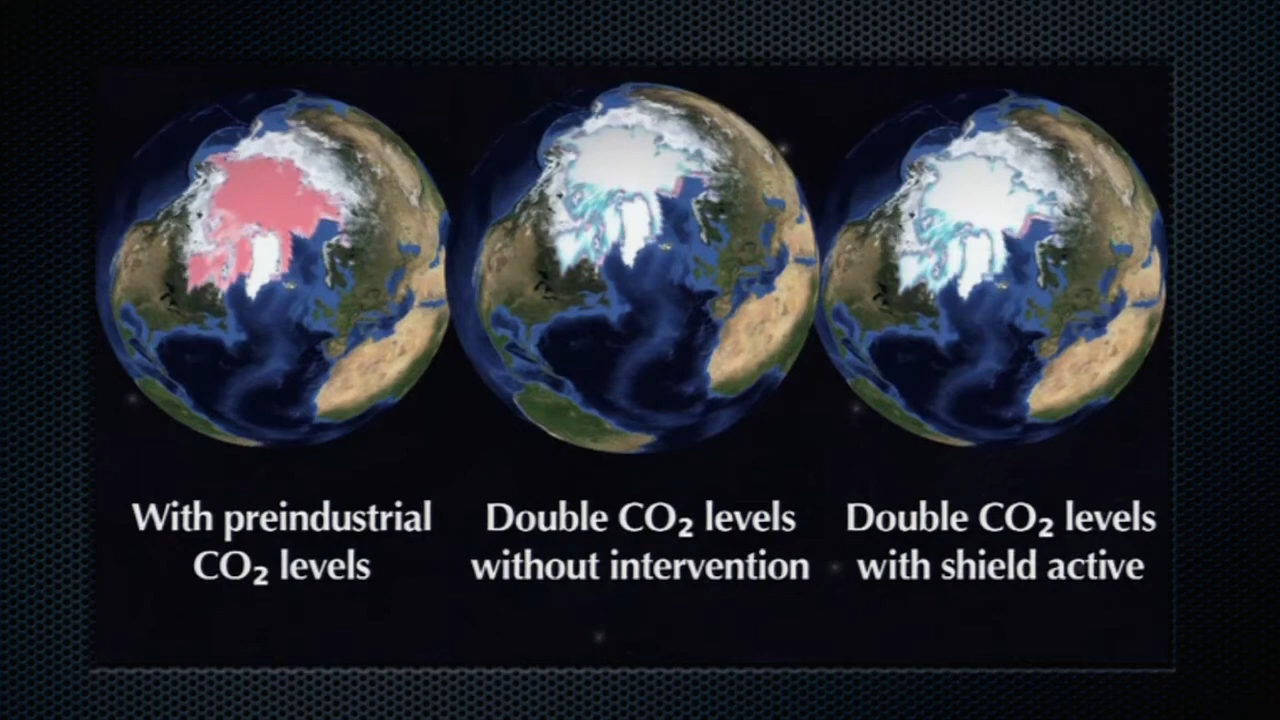 With preindustrial
CO₂ levels
Double CO₂ levels
without intervention
Double CO₂ levels
with shield active